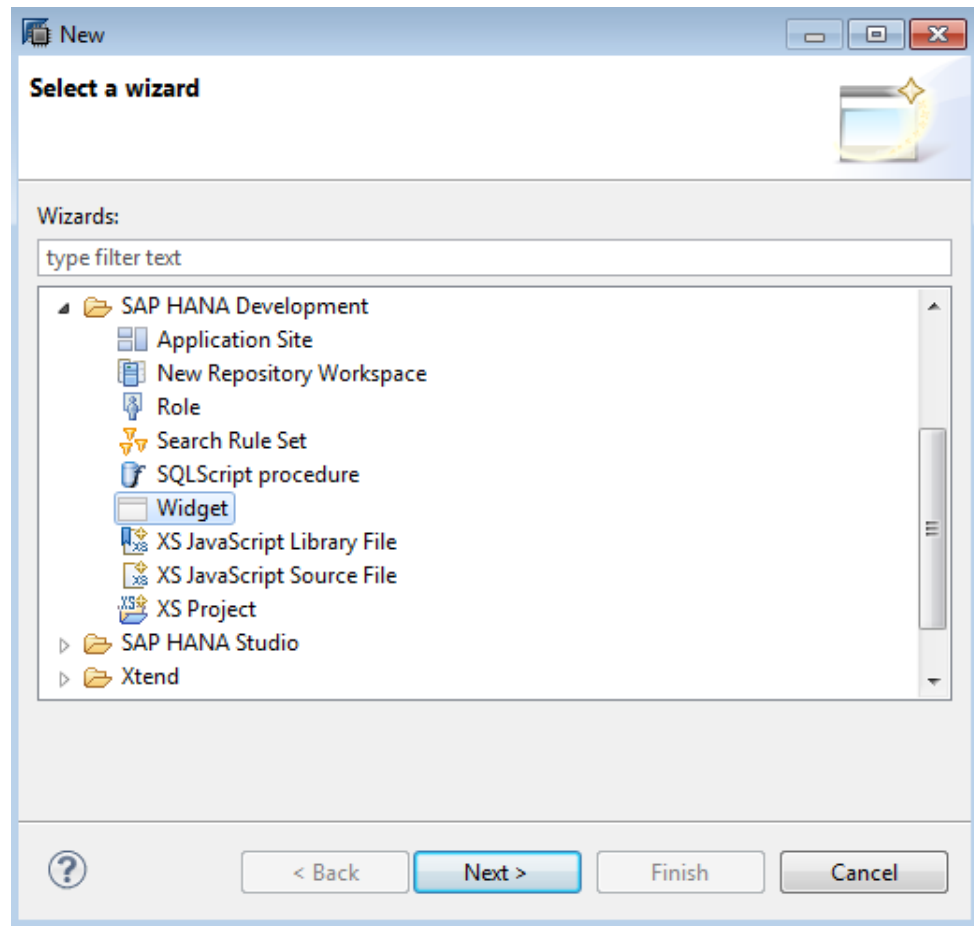 New
Select a wizard
Wizards:
type filter text
SAP HANA Development
Application Site
New Repository Workspace
Role
Search Rule Set
SQLScript procedure
Widget
XS JavaScript Library File
XS JavaScript Source File
XS Project
SAP HANA Studio
Xtend
< Back Next > Finish Cancel